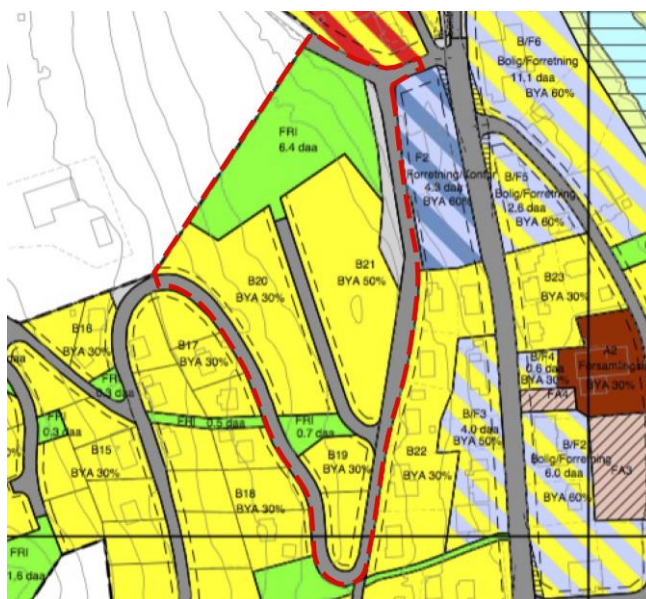 B/F6
Bolig/Forretning
11.1 daa
BYA 60%
FRI
6.4 daa
F2
Forretning/Kontor
4.3 daa
BYA 60%
B/F5
Bolig/Forretning
2.6 daa
BYA 60%
B20
BYA 30%
B21
BYA 50%
B23
BYA 30%
B16
BYA 30%
B17
BYA 30%
A2
B/F4
0.6 daa
BYA 30%
BYA 30%
FA4
FRI
0.3 daa
FRI
0.3 daa
FRI 0.5 daa
FRI
0.7 daa
B/F3
4.0 daa
BYA 50%
B/F2
Bolig/Forretning
6.0 daa
BYA 60%
FA3
B15
BYA 30%
B19
BYA 30%
B22
BYA 30%
B18
BYA 30%
FRI
1.6 daa